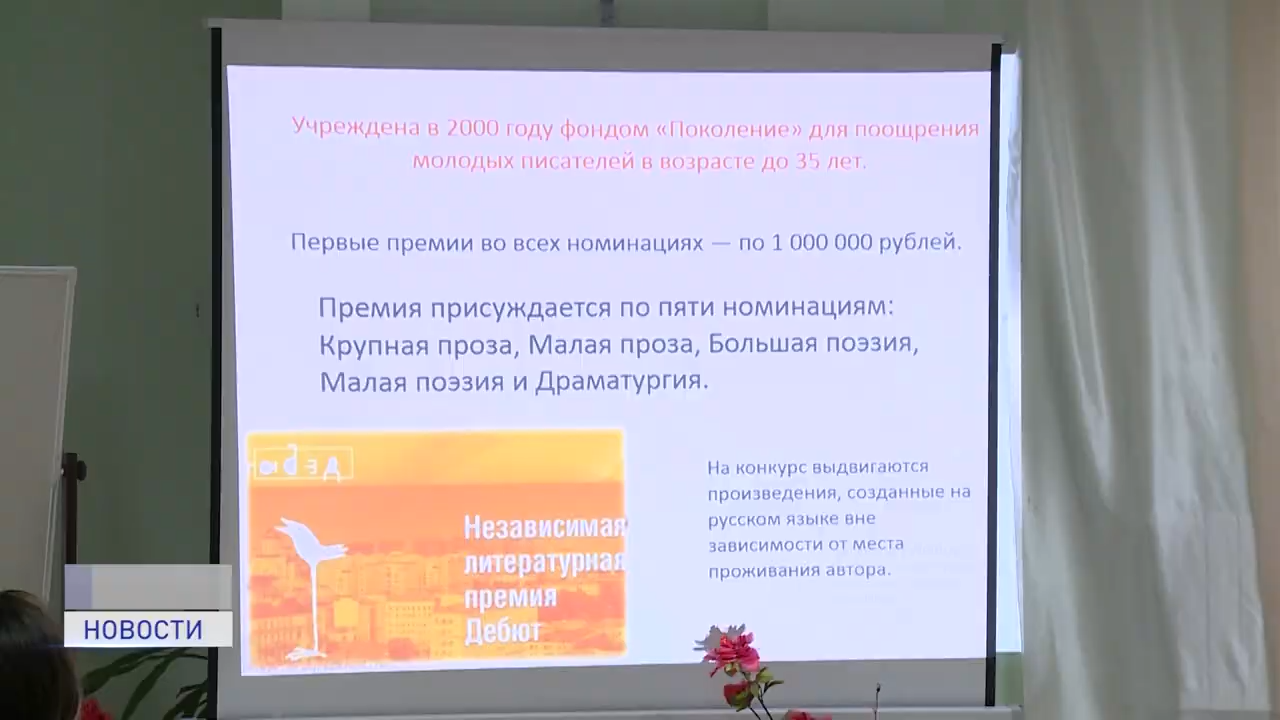 Учреждена в 2000 году фондом «Поколение» для поощрения
молодых писателей в возрасте до 35 лет.
Первые премии во всех номинациях — по 1 000 000 рублей.
Премия присуждается по пяти номинациям:
Крупная проза, Малая проза, Большая поэзия,
Малая поэзия и Драматургия.
Независимая
литературная
премия
Дебют
На конкурс выдвигаются
произведения, созданные на
русском языке вне
зависимости от места
проживания автора.
НОВОСТИ